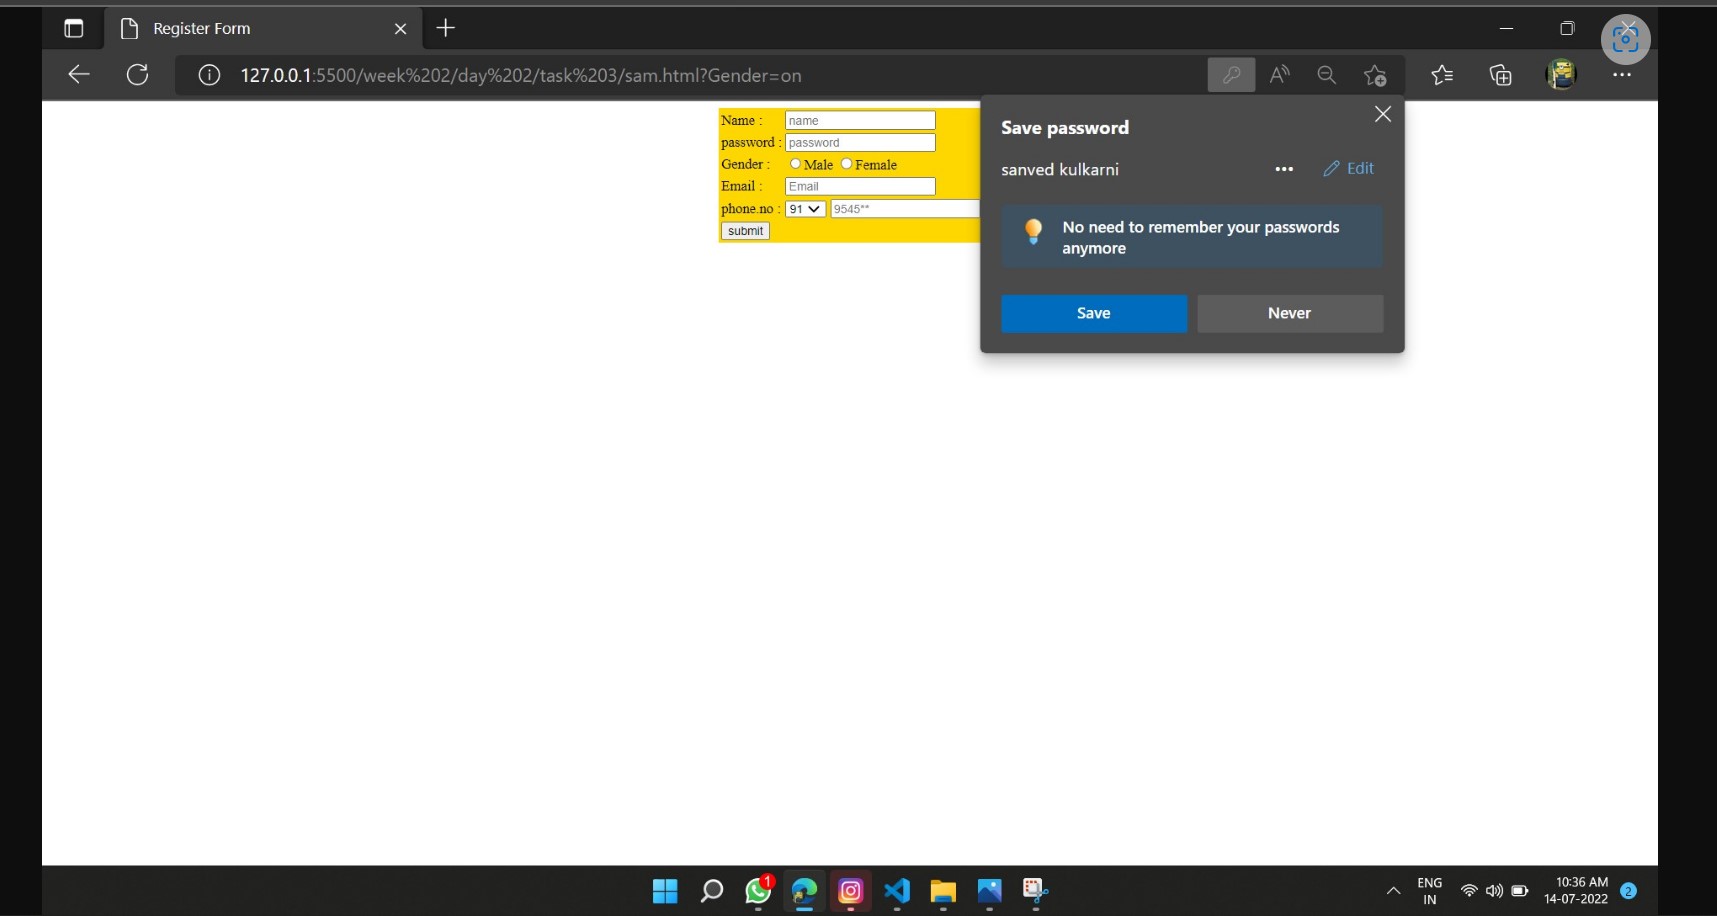 Register Form
127.0.0.1:5500/week%202/day%202/task%203/sam.html?Gender=on
Name : name
password : password
Gender : Male Female
Email : Email
phone.no : 91 9545**
submit
Save password
sanved kulkarni ••• Edit
No need to remember your passwords
anymore
Save Never
1
ENG
IN
10:36 AM
14-07-2022
2